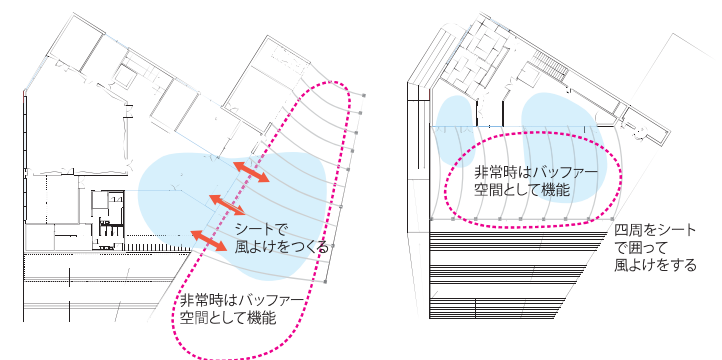 シートで
風よけをつくる
非常時はバッファー
空間として機能
非常時はバッファー
空間として機能
四周をシート
で囲って
風よけをする